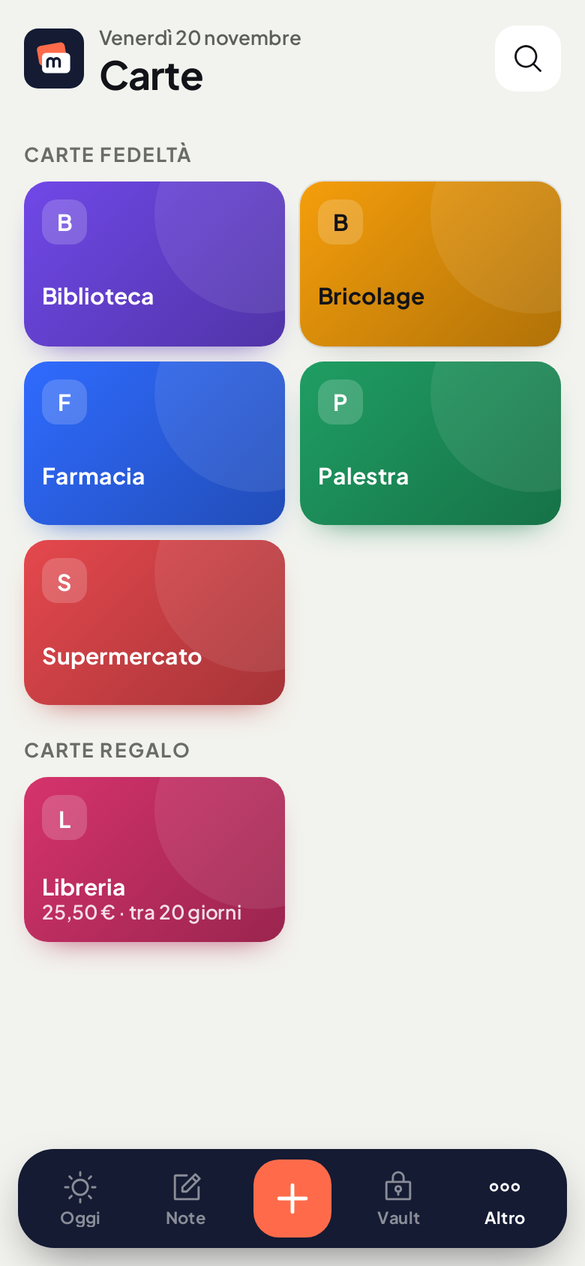 m
Venerdì 20 novembre
Carte
CARTE FEDELTÀ
B
Biblioteca
B
Bricolage
F
Farmacia
P
Palestra
S
Supermercato
CARTE REGALO
L
Libreria
25,50 € · tra 20 giorni
Oggi
Note
Vault
Altro